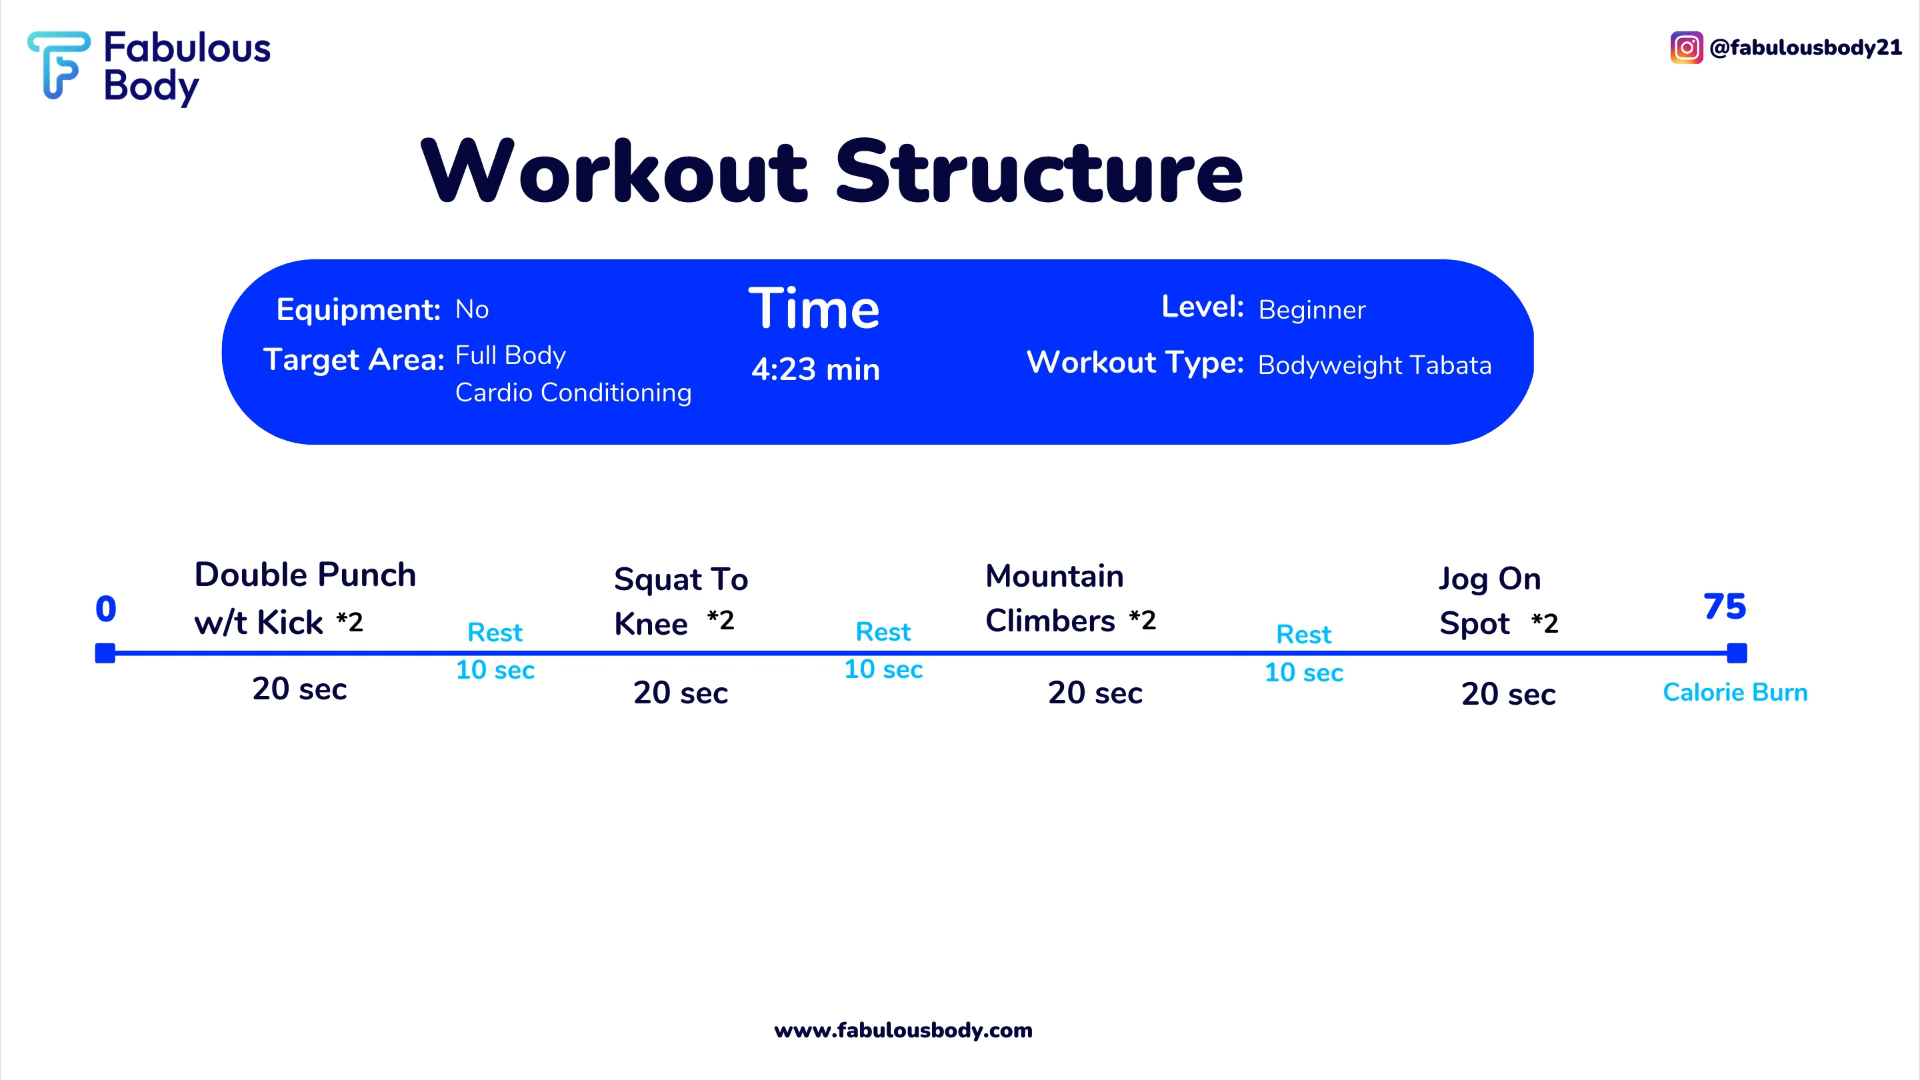 Fabulous
Body
@fabulousbody21
Workout Structure
Equipment: No
Target Area: Full Body
Cardio Conditioning
Time
4:23 min
Level: Beginner
Workout Type: Bodyweight Tabata
0
Double Punch
w/t Kick *2
20 sec
Rest
10 sec
Squat To
Knee *2
20 sec
Rest
10 sec
Mountain
Climbers *2
20 sec
Rest
10 sec
Jog On
Spot *2
20 sec
75
Calorie Burn
www.fabulousbody.com